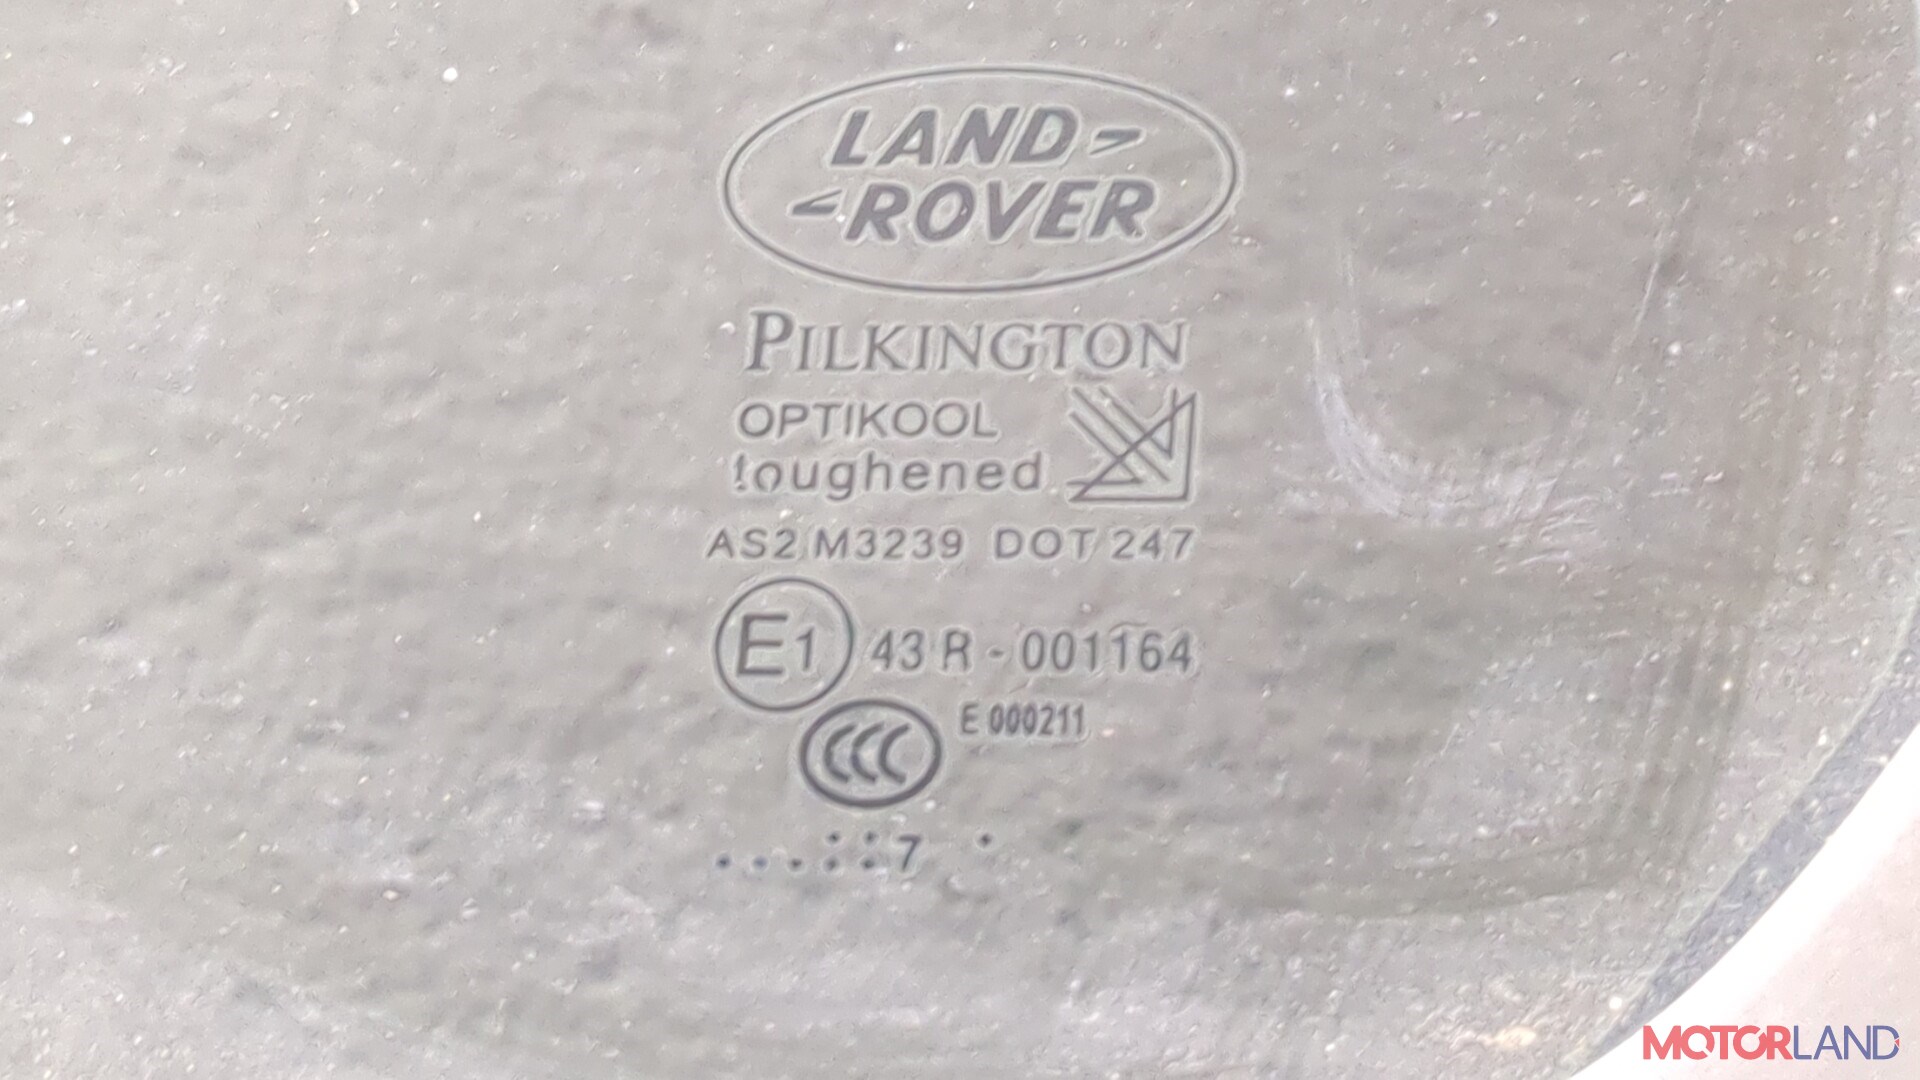 LAND
ROVER
PILKINGTON
OPTIKOOL
toughened
AS2 M3239 DOT 247
E1 43 R - 001164
CCC E 000211
. . . : : 7 .
MOTORLAND